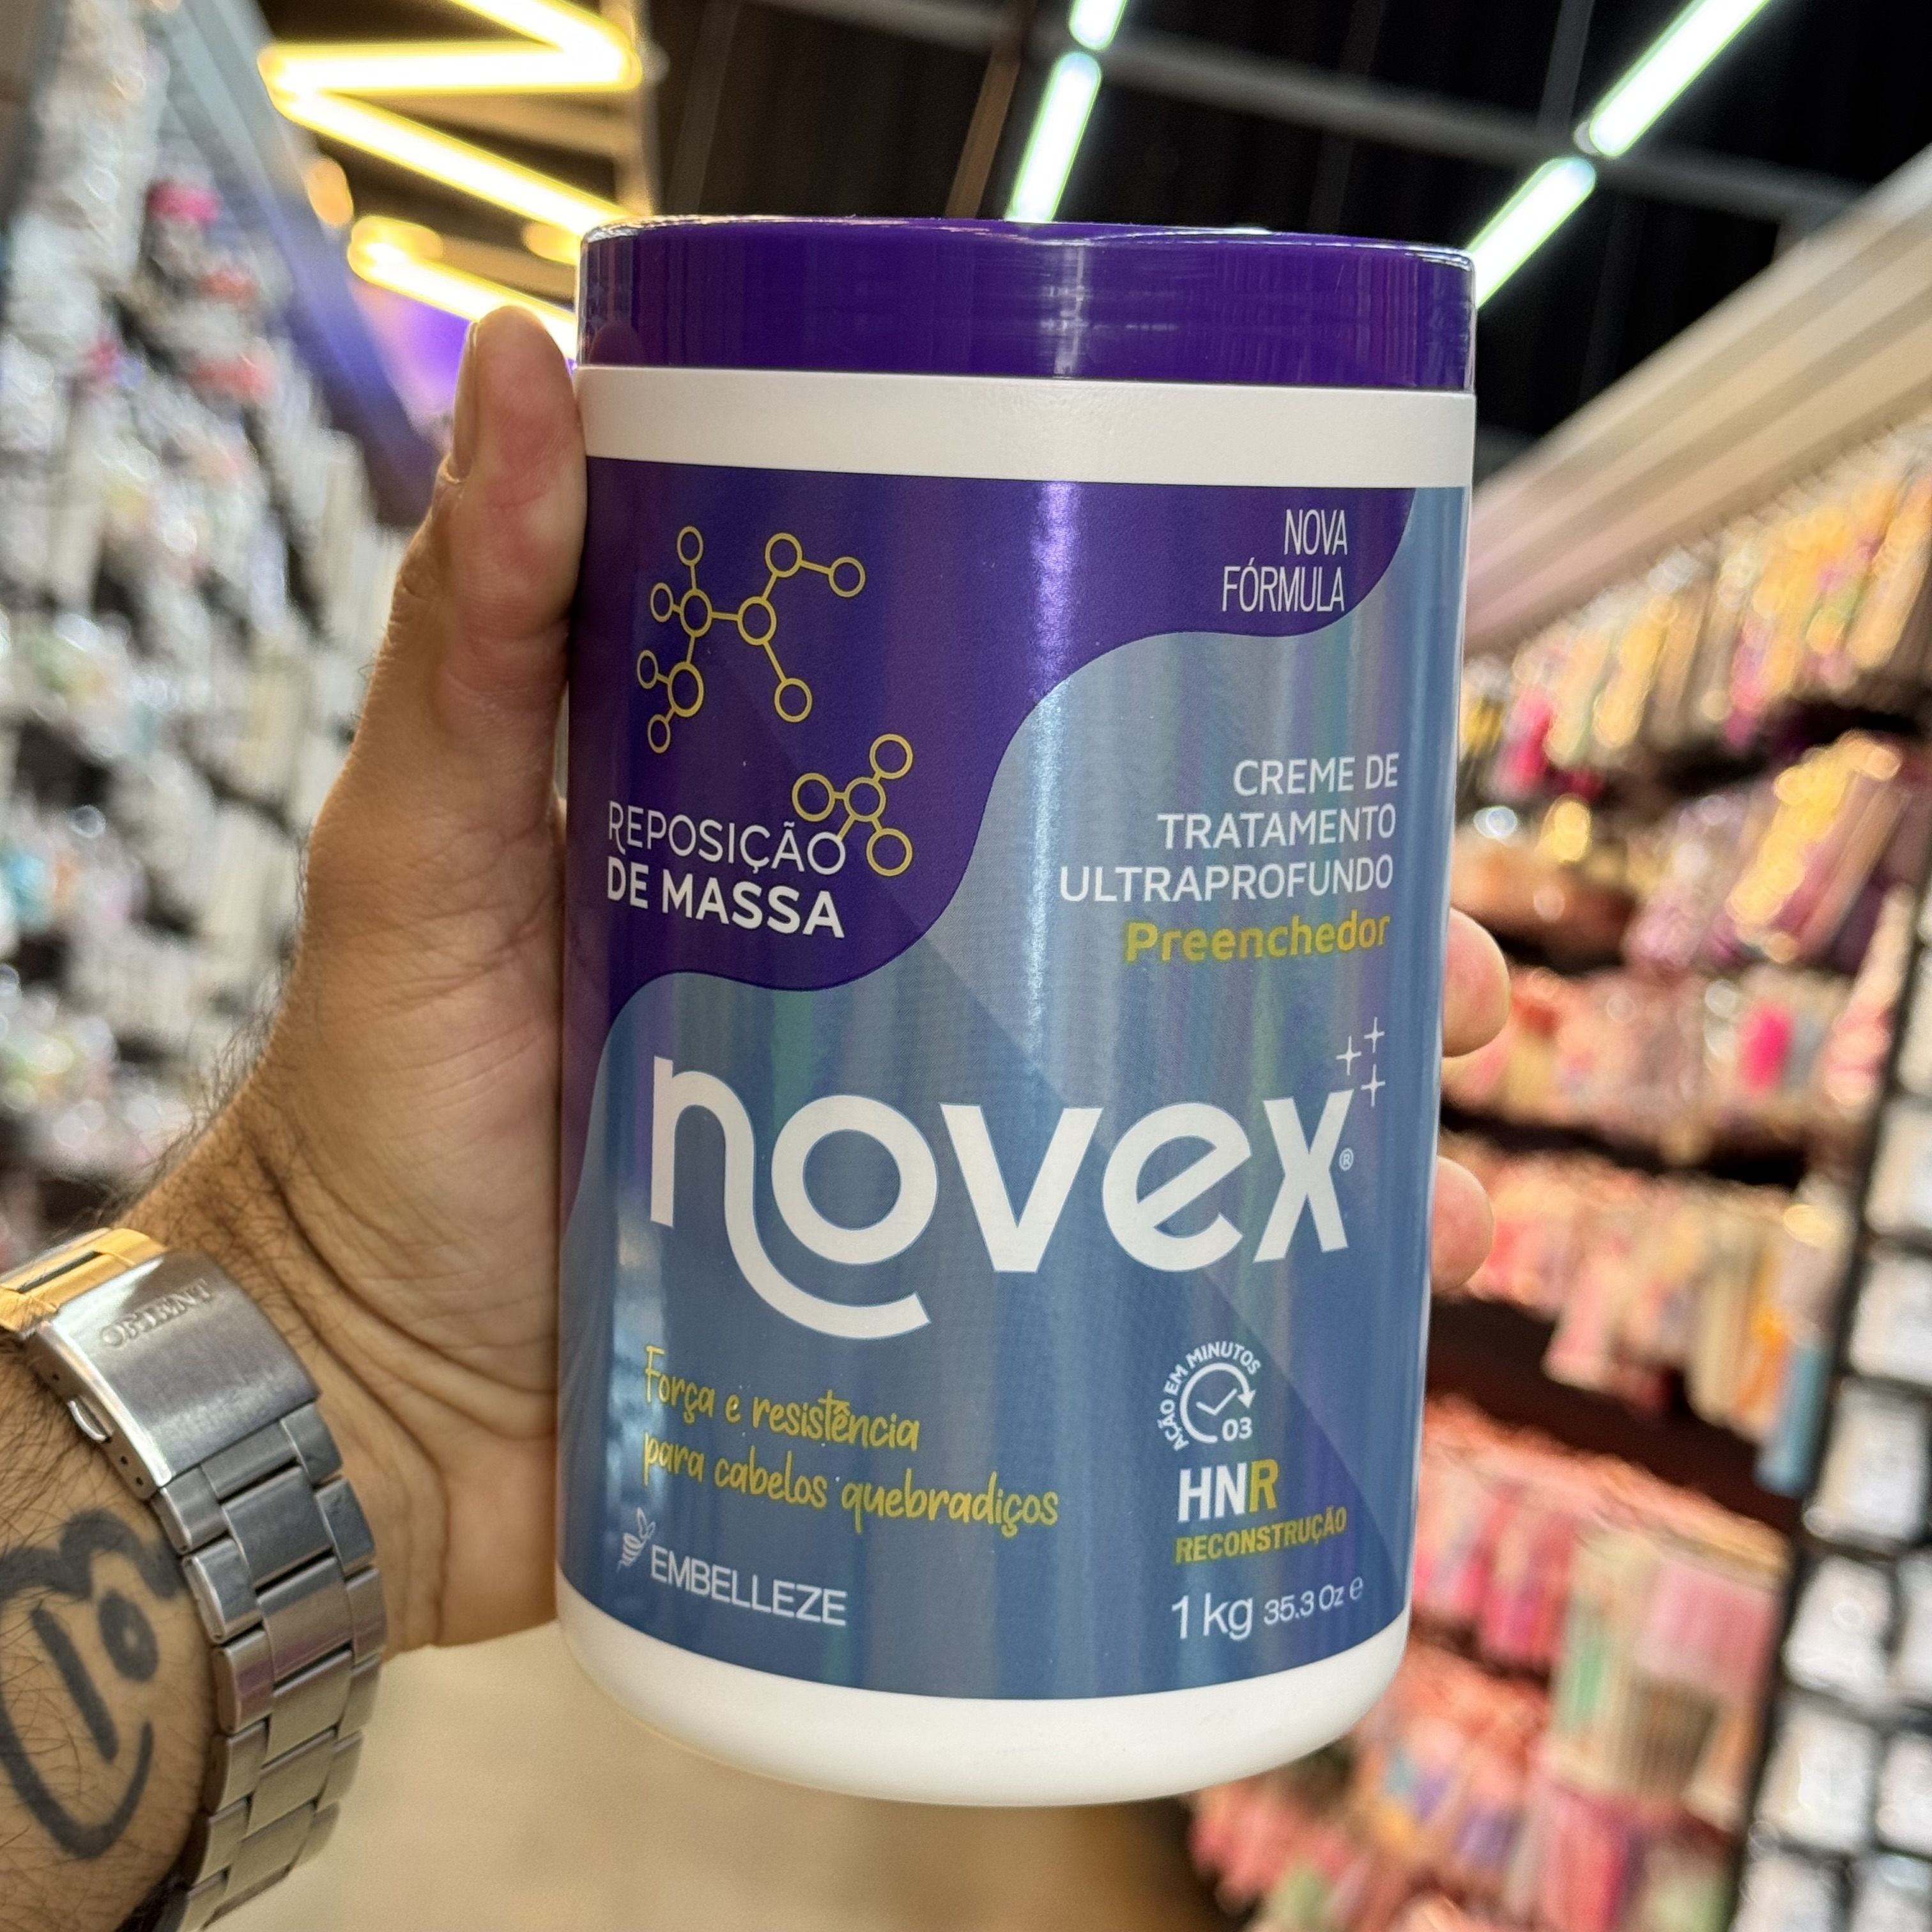 NOVA
FÓRMULA
REPOSIÇÃO
DE MASSA
CREME DE
TRATAMENTO
ULTRAPROFUNDO
Preenchedor
novex®
Força e resistência
para cabelos quebradiços
EMBELLEZE
AÇÃO EM MINUTOS
03
HNR
RECONSTRUÇÃO
1 kg 35.3 Oz e
ORIENT